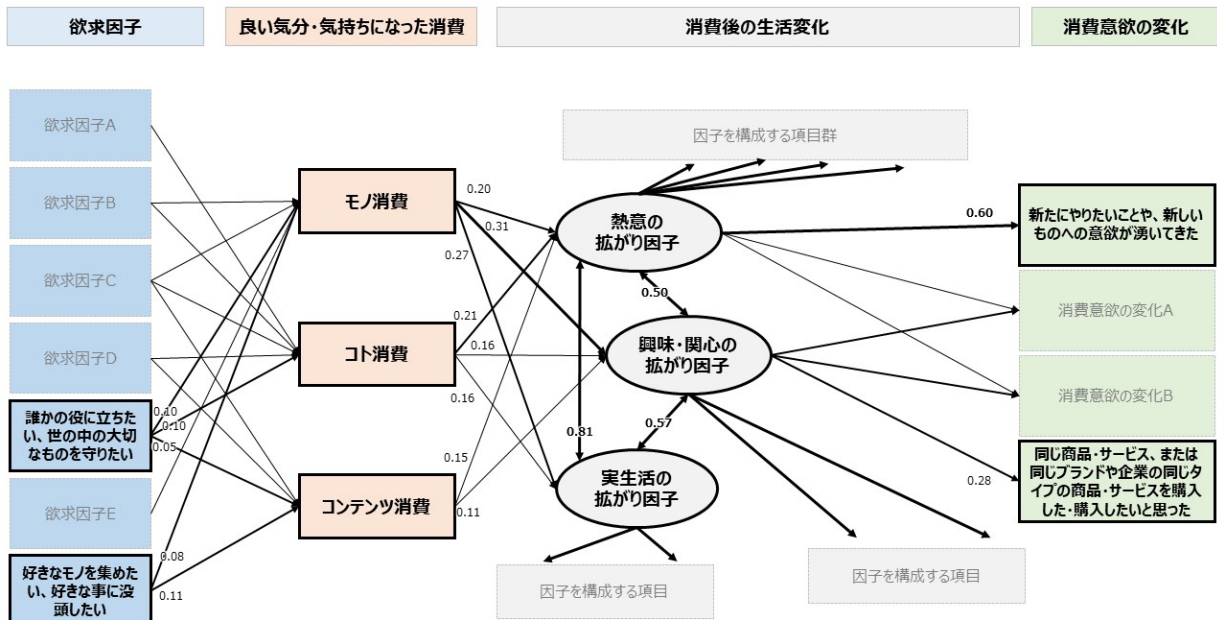 欲求因子
良い気分・気持ちになった消費
消費後の生活変化
消費意欲の変化
欲求因子A
欲求因子B
欲求因子C
欲求因子D
誰かの役に立ちた
い、世の中の大切
なものを守りたい
欲求因子E
好きなモノを集めた
い、好きな事に没
頭したい
0.10
0.10
0.05
0.08
0.11
モノ消費
コト消費
コンテンツ消費
0.20
0.31
0.27
0.21
0.16
0.16
0.15
0.11
因子を構成する項目群
熱意の
拡がり因子
0.50
興味・関心の
拡がり因子
0.81
0.57
実生活の
拡がり因子
因子を構成する項目
因子を構成する項目
0.60
0.28
新たにやりたいことや、新しい
ものへの意欲が湧いてきた
消費意欲の変化A
消費意欲の変化B
同じ商品・サービス、または
同じブランドや企業の同じタ
イプの商品・サービスを購入
した・購入したいと思った